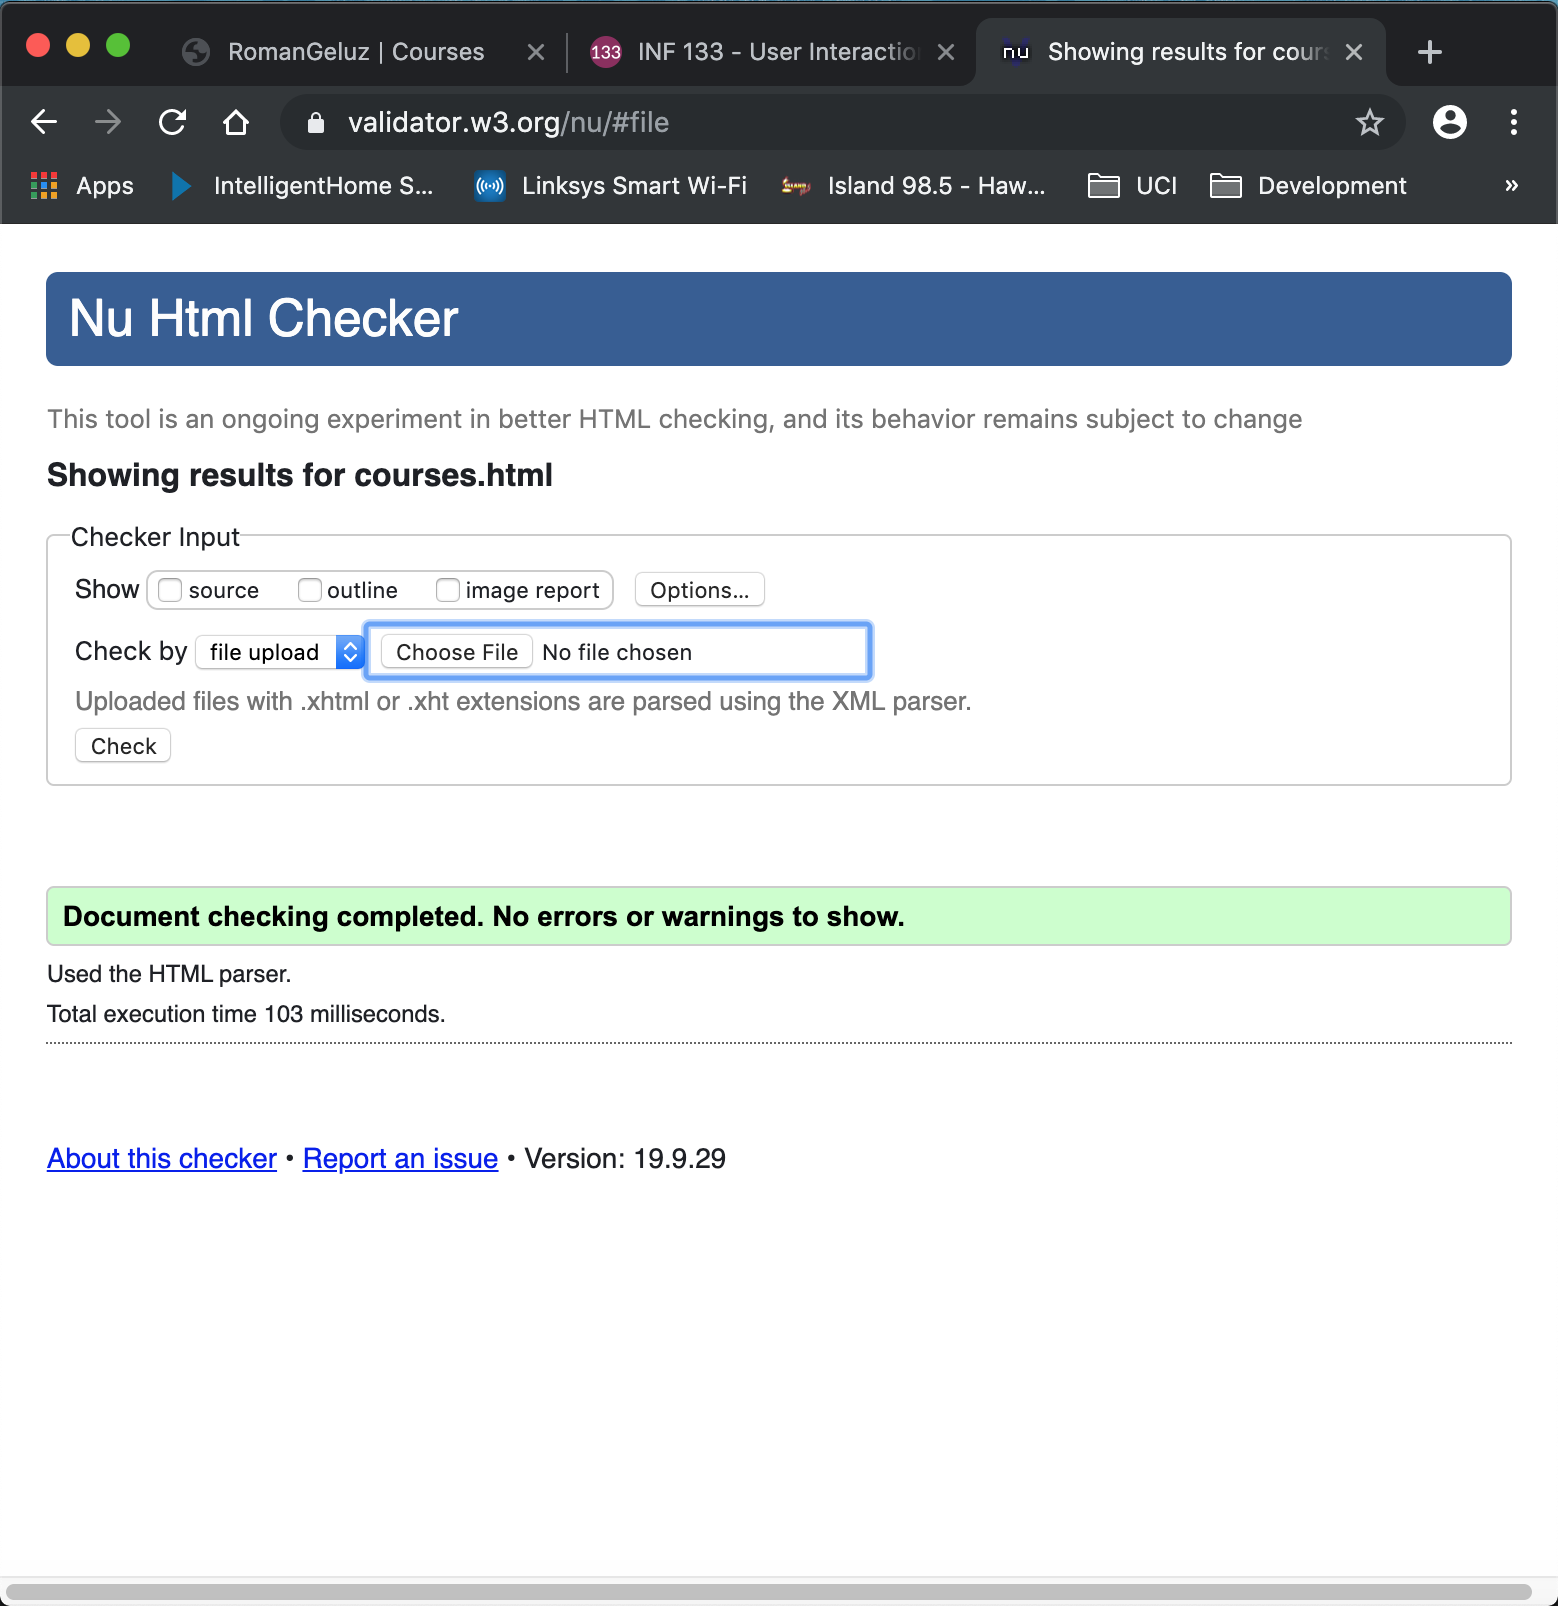 RomanGeluz | Courses
133 INF 133 - User Interaction
nu Showing results for cours
validator.w3.org/nu/#file
Apps IntelligentHome S... Linksys Smart Wi-Fi Island 98.5 - Haw... UCI Development »
Nu Html Checker
This tool is an ongoing experiment in better HTML checking, and its behavior remains subject to change
Showing results for courses.html
Checker Input
Show source outline image report Options...
Check by file upload Choose File No file chosen
Uploaded files with .xhtml or .xht extensions are parsed using the XML parser.
Check
Document checking completed. No errors or warnings to show.
Used the HTML parser.
Total execution time 103 milliseconds.
About this checker • Report an issue • Version: 19.9.29